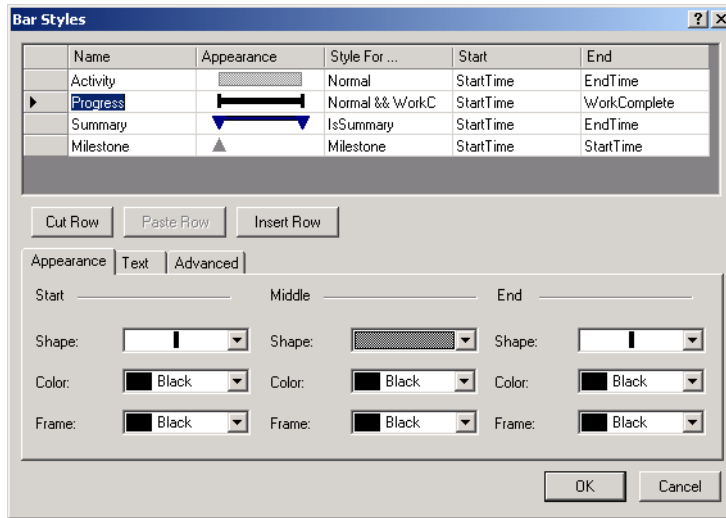 Bar Styles
Name Appearance Style For ... Start End
Activity Normal StartTime EndTime
Progress Normal && WorkC StartTime WorkComplete
Summary IsSummary StartTime EndTime
Milestone Milestone StartTime StartTime
Cut Row Paste Row Insert Row
Appearance Text Advanced
Start Middle End
Shape: Shape: Shape:
Color: Black Color: Black Color: Black
Frame: Black Frame: Black Frame: Black
OK Cancel